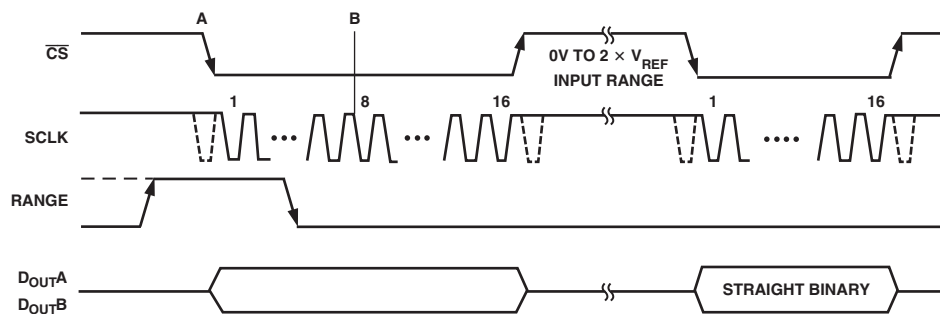 A B
CS
0V TO 2 × VREF
INPUT RANGE
1 8 16 1 16
SCLK
RANGE
DOUTA
DOUTB
STRAIGHT BINARY